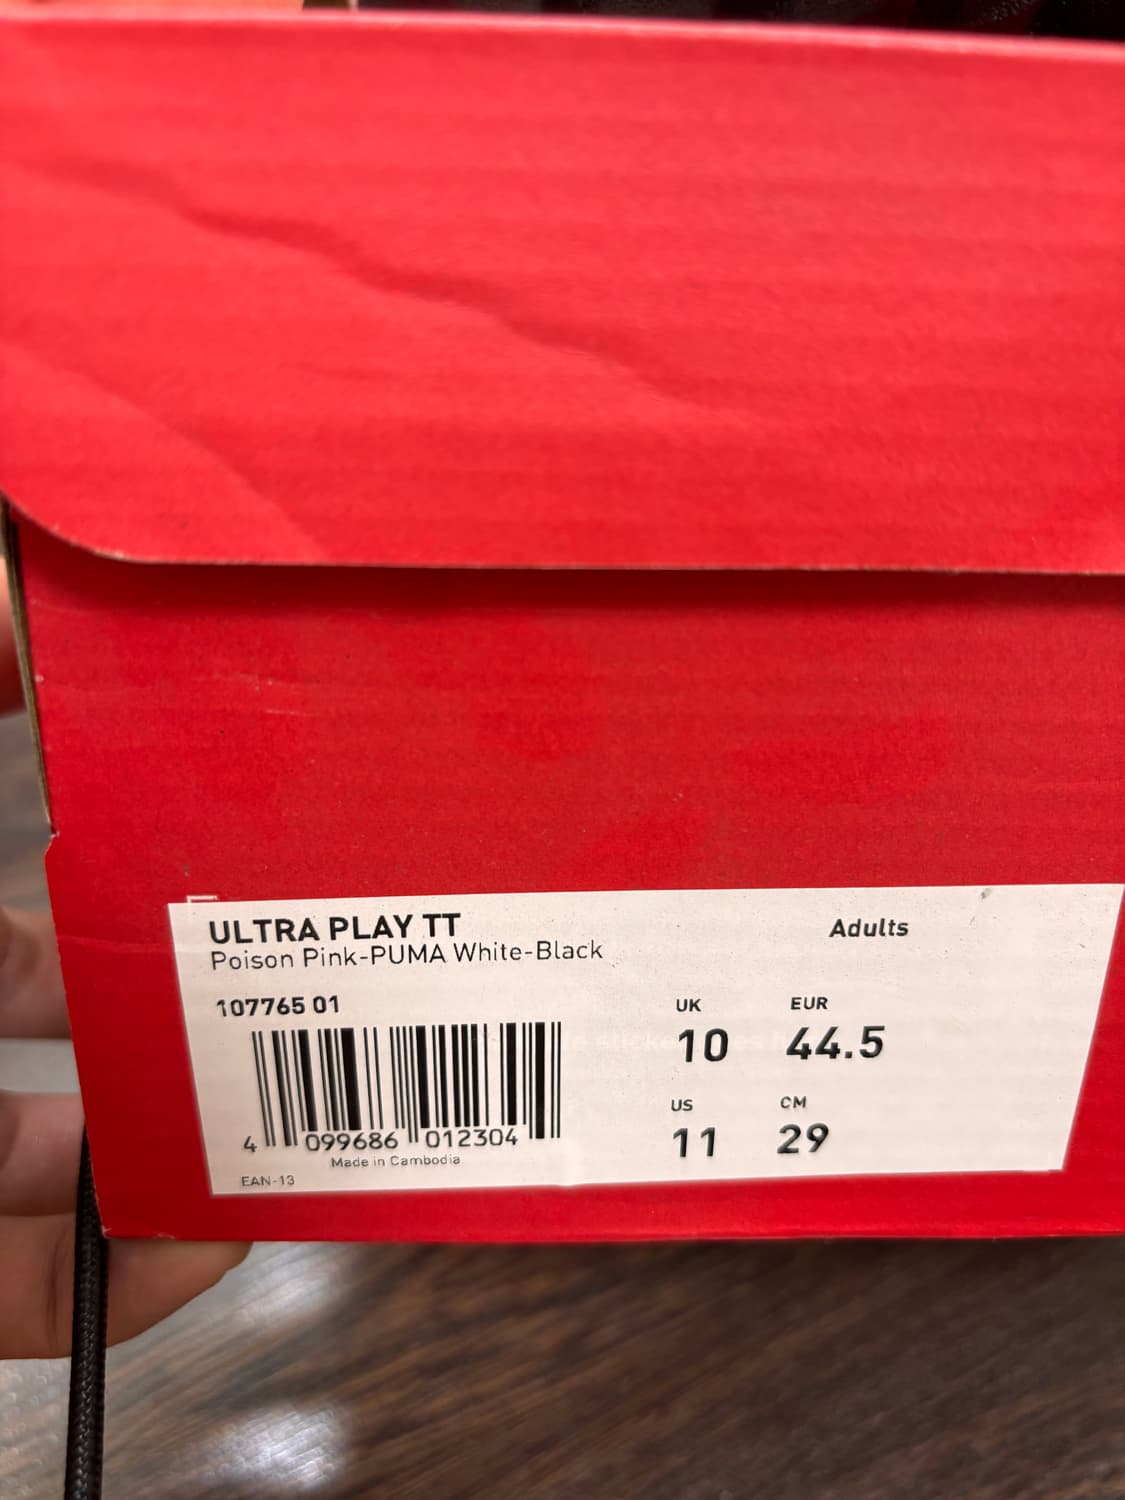 ULTRA PLAY TT
Poison Pink-PUMA White-Black
Adults
107765 01
UK EUR
10 44.5
US CM
11 29
4 099686 012304
Made in Cambodia
EAN-13